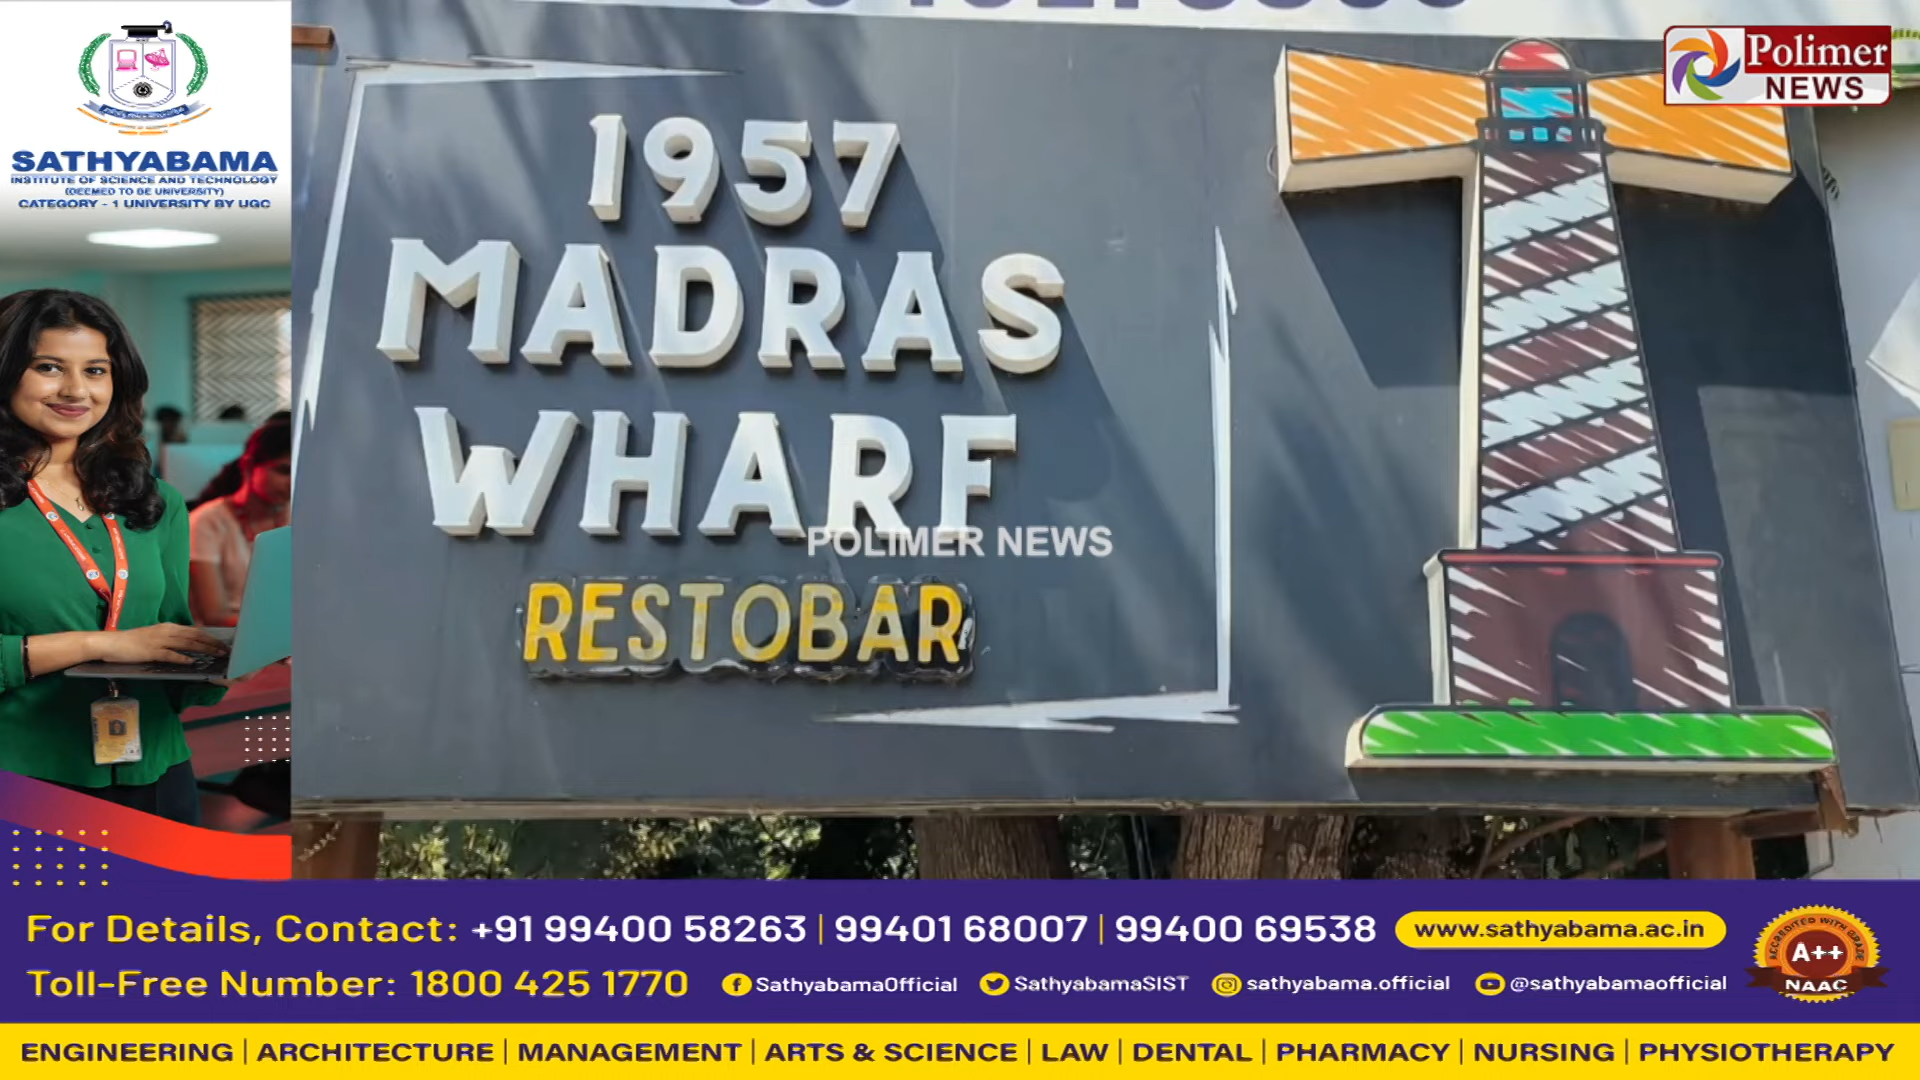 SATHYABAMA
INSTITUTE OF SCIENCE AND TECHNOLOGY
(DEEMED TO BE UNIVERSITY)
CATEGORY - 1 UNIVERSITY BY UGC
Polimer
NEWS
1957
MADRAS
WHARF
POLIMER NEWS
RESTOBAR
For Details, Contact: +91 99400 58263 | 99401 68007 | 99400 69538
www.sathyabama.ac.in
Toll-Free Number: 1800 425 1770
SathyabamaOfficial
SathyabamaSIST
sathyabama.official
@sathyabamaofficial
ACCREDITED WITH GRADE
A++
NAAC
ENGINEERING | ARCHITECTURE | MANAGEMENT | ARTS & SCIENCE | LAW | DENTAL | PHARMACY | NURSING | PHYSIOTHERAPY